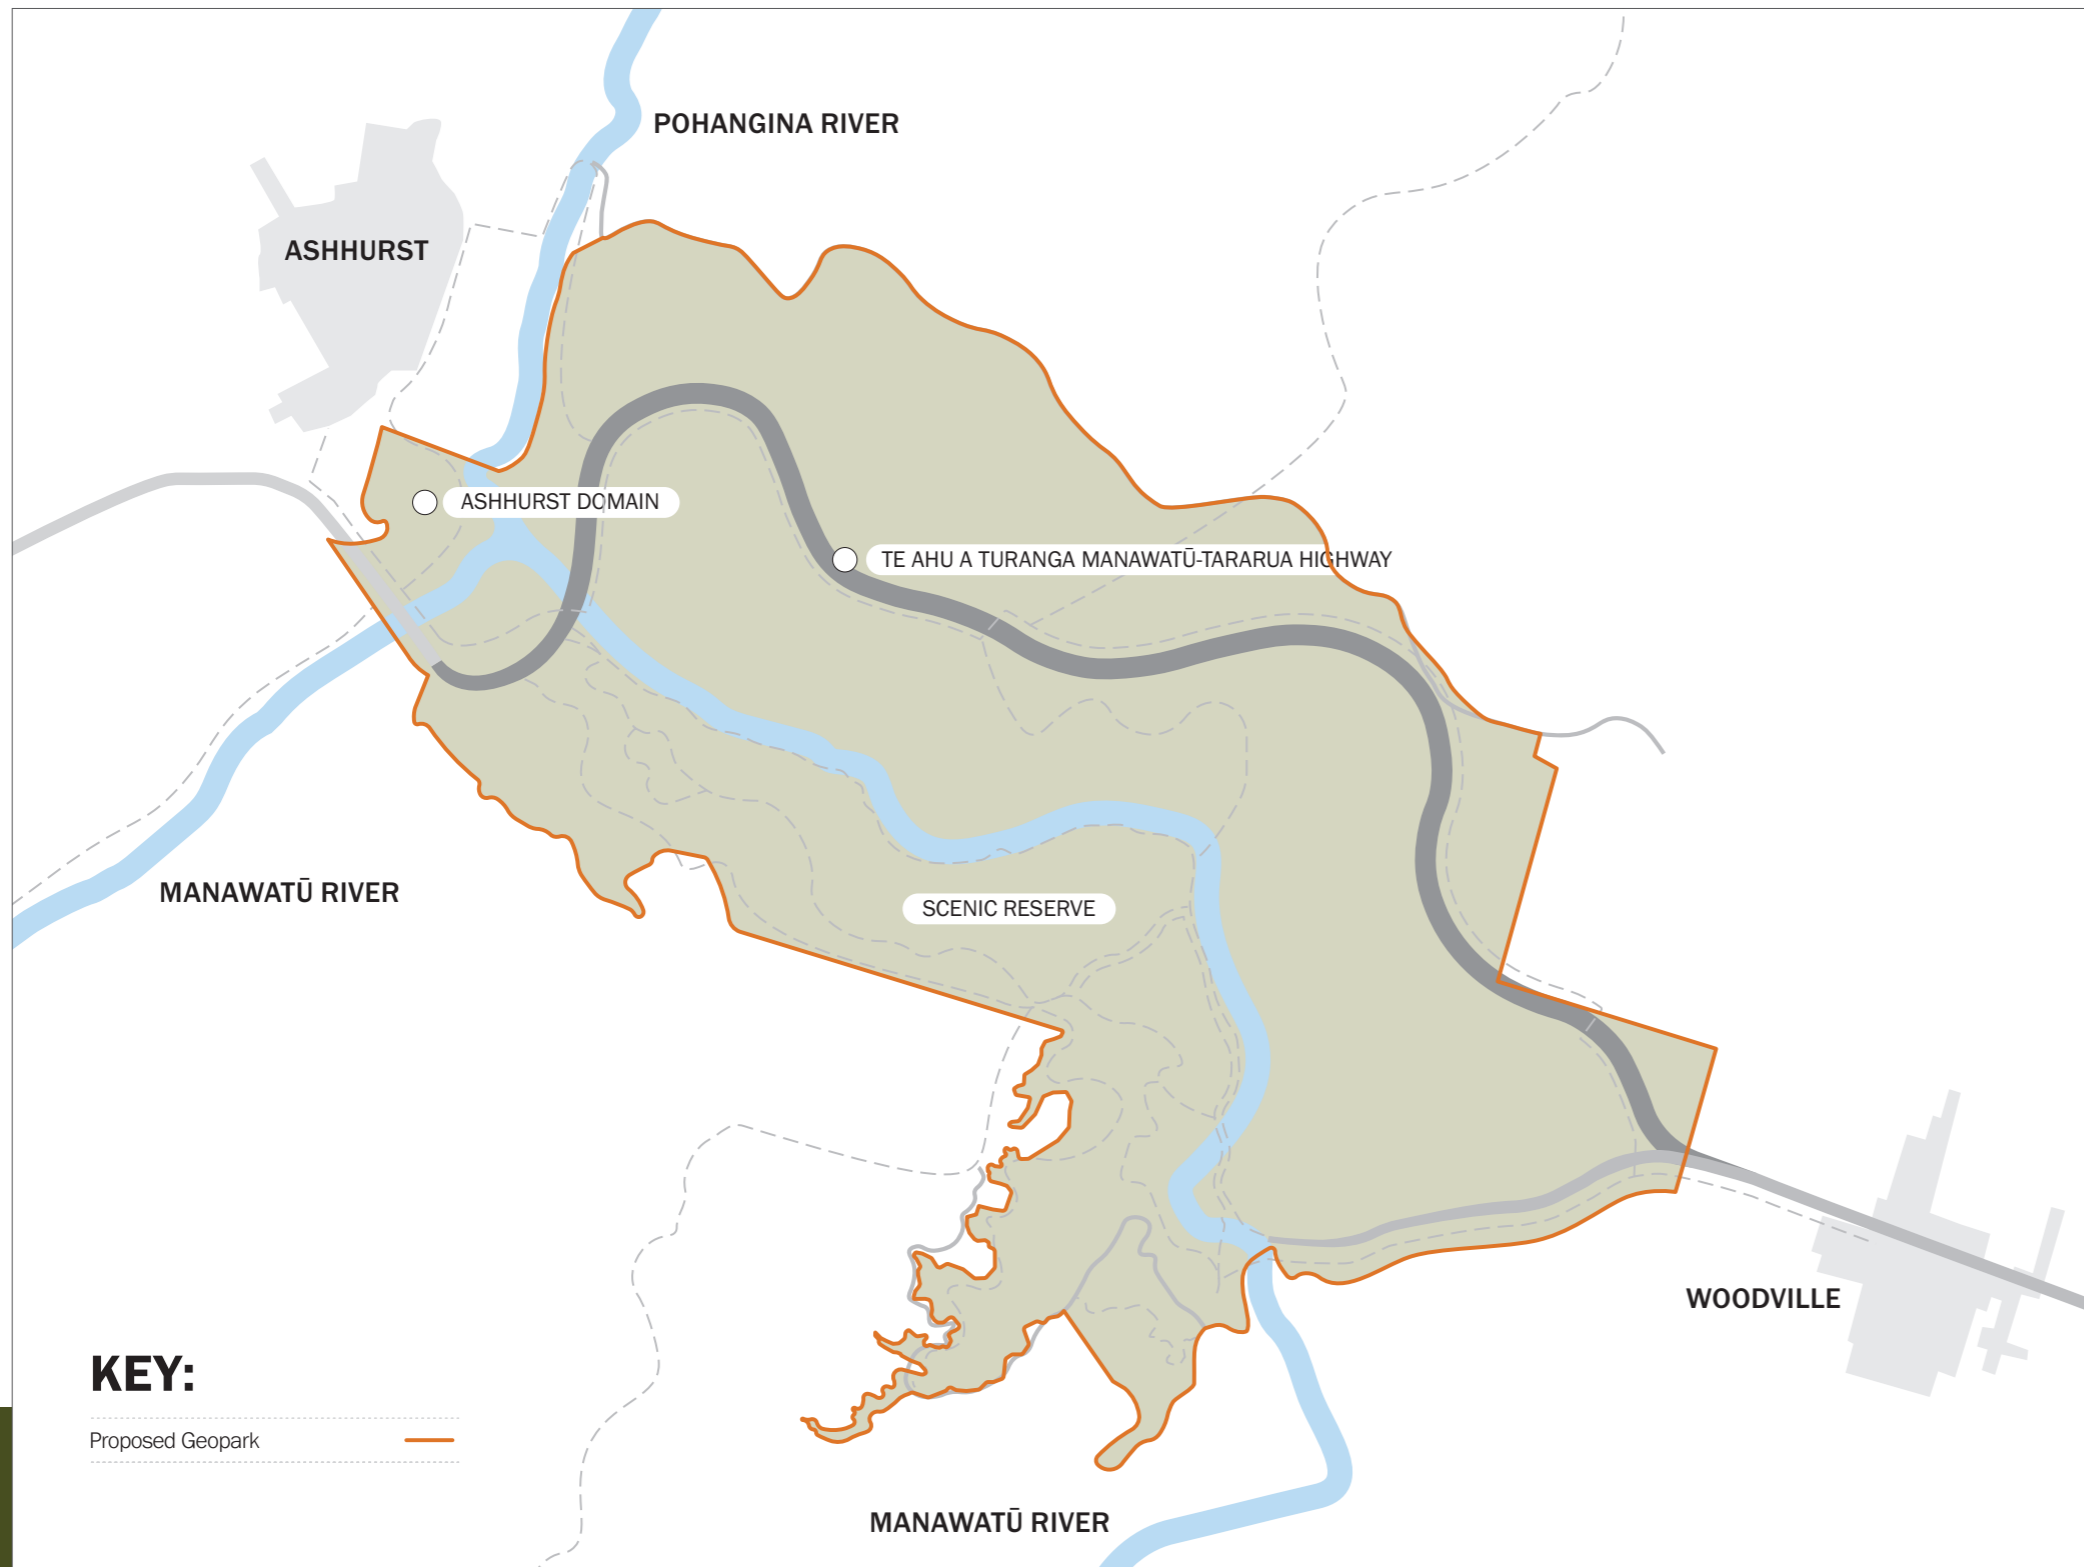 POHANGINA RIVER
ASHHURST
ASHHURST DOMAIN
TE AHU A TURANGA MANAWATŪ-TARARUA HIGHWAY
MANAWATŪ RIVER
SCENIC RESERVE
WOODVILLE
KEY:
Proposed Geopark
MANAWATŪ RIVER